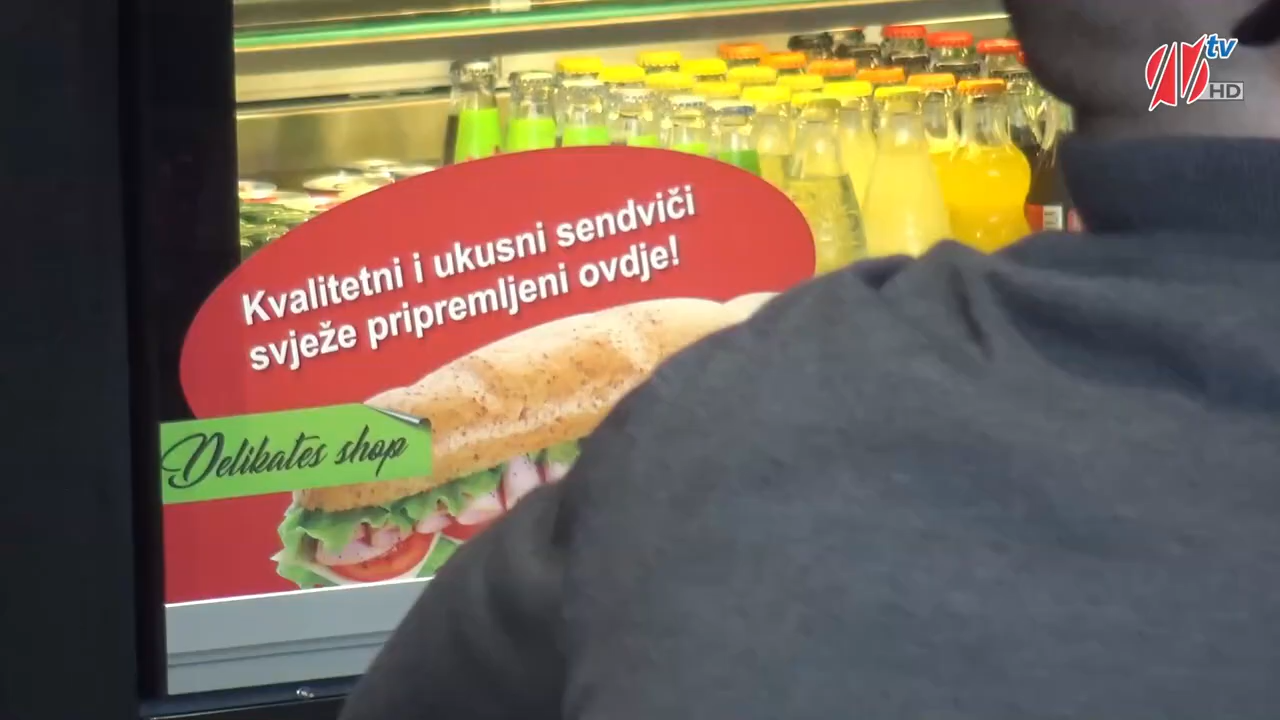 tv
HD
Kvalitetni i ukusni sendviči
svježe pripremljeni ovdje!
Delikates shop